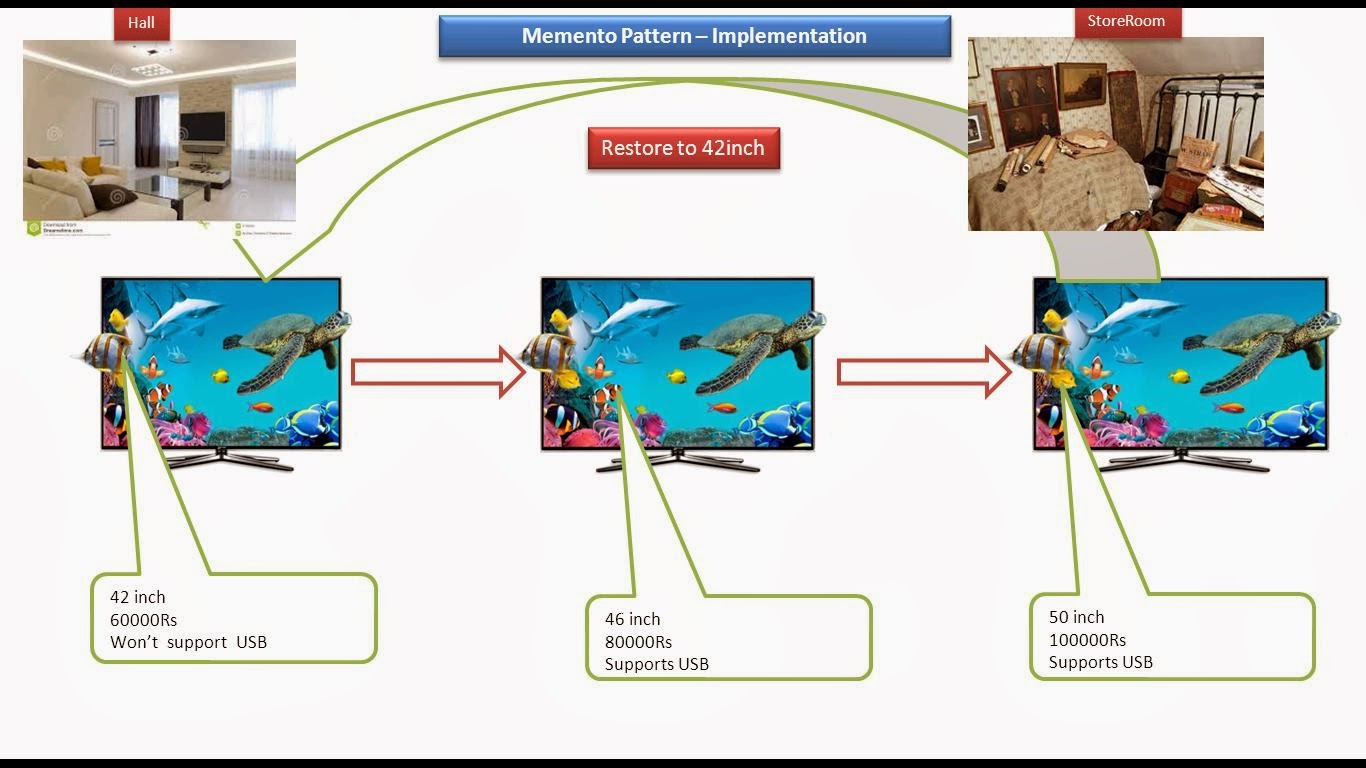 Hall
Memento Pattern – Implementation
StoreRoom
Restore to 42inch
Download from
Dreamstime.com
42 inch
60000Rs
Won't support USB
46 inch
80000Rs
Supports USB
50 inch
100000Rs
Supports USB